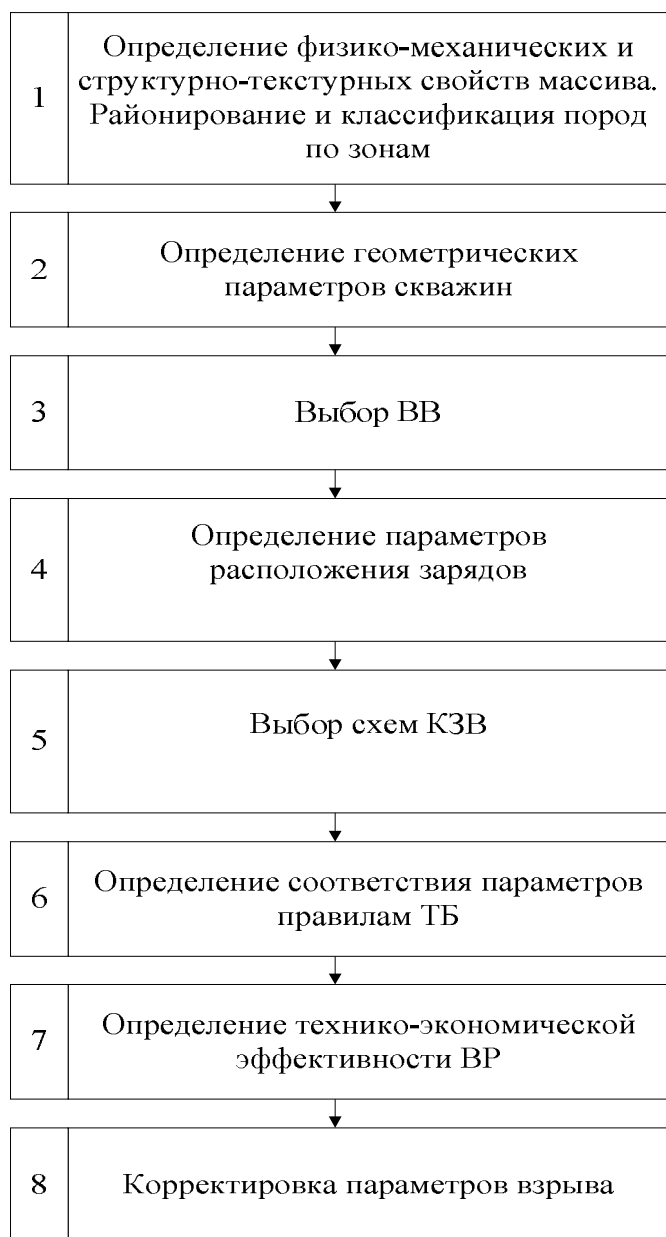 1
Определение физико-механических и
структурно-текстурных свойств массива.
Районирование и классификация пород
по зонам
2
Определение геометрических
параметров скважин
3
Выбор ВВ
4
Определение параметров
расположения зарядов
5
Выбор схем КЗВ
6
Определение соответствия параметров
правилам ТБ
7
Определение технико-экономической
эффективности ВР
8
Корректировка параметров взрыва